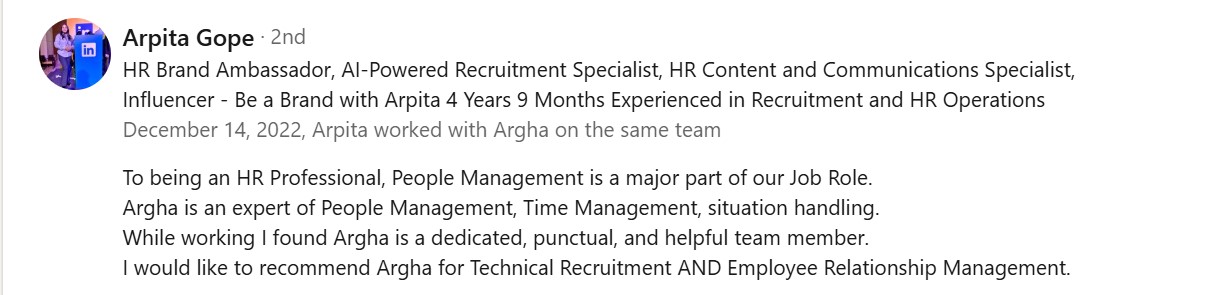 Arpita Gope · 2nd
HR Brand Ambassador, AI-Powered Recruitment Specialist, HR Content and Communications Specialist,
Influencer - Be a Brand with Arpita 4 Years 9 Months Experienced in Recruitment and HR Operations
December 14, 2022, Arpita worked with Argha on the same team
To being an HR Professional, People Management is a major part of our Job Role.
Argha is an expert of People Management, Time Management, situation handling.
While working I found Argha is a dedicated, punctual, and helpful team member.
I would like to recommend Argha for Technical Recruitment AND Employee Relationship Management.
in